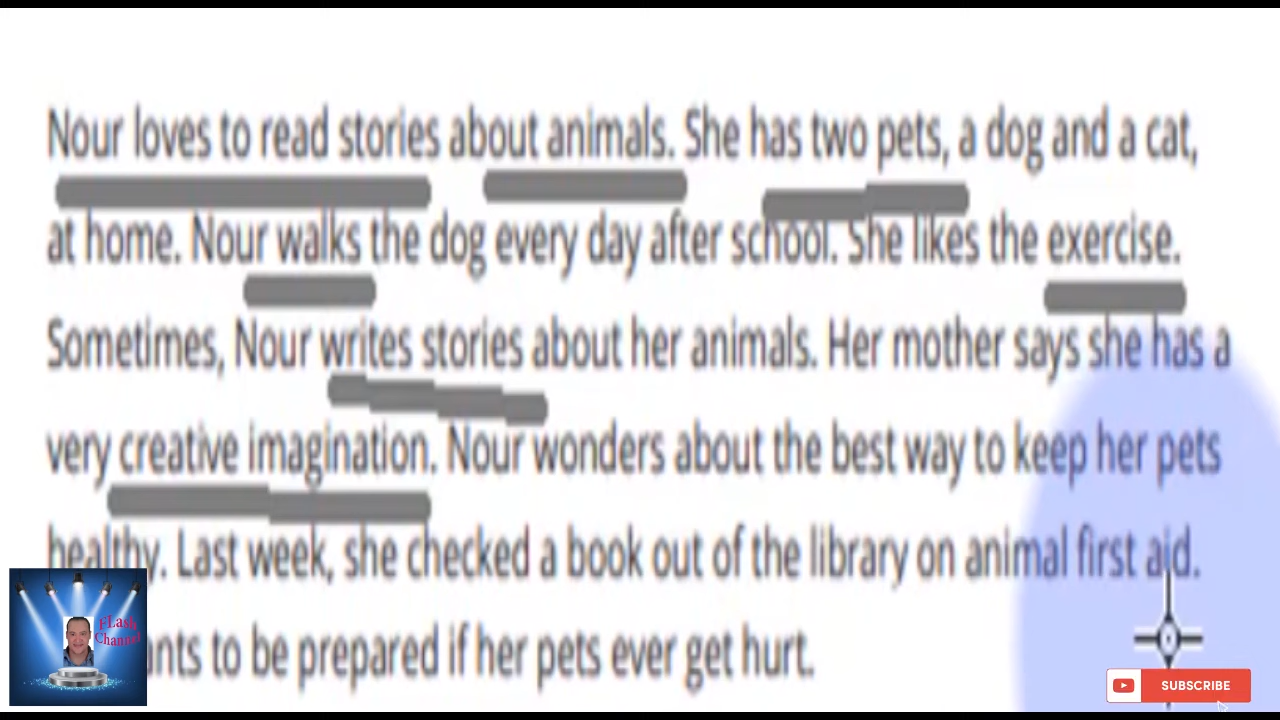 Nour loves to read stories about animals. She has two pets, a dog and a cat,
at home. Nour walks the dog every day after school. She likes the exercise.
Sometimes, Nour writes stories about her animals. Her mother says she has a
very creative imagination. Nour wonders about the best way to keep her pets
healthy. Last week, she checked a book out of the library on animal first aid.
ants to be prepared if her pets ever get hurt.
FLash
Channel
SUBSCRIBE